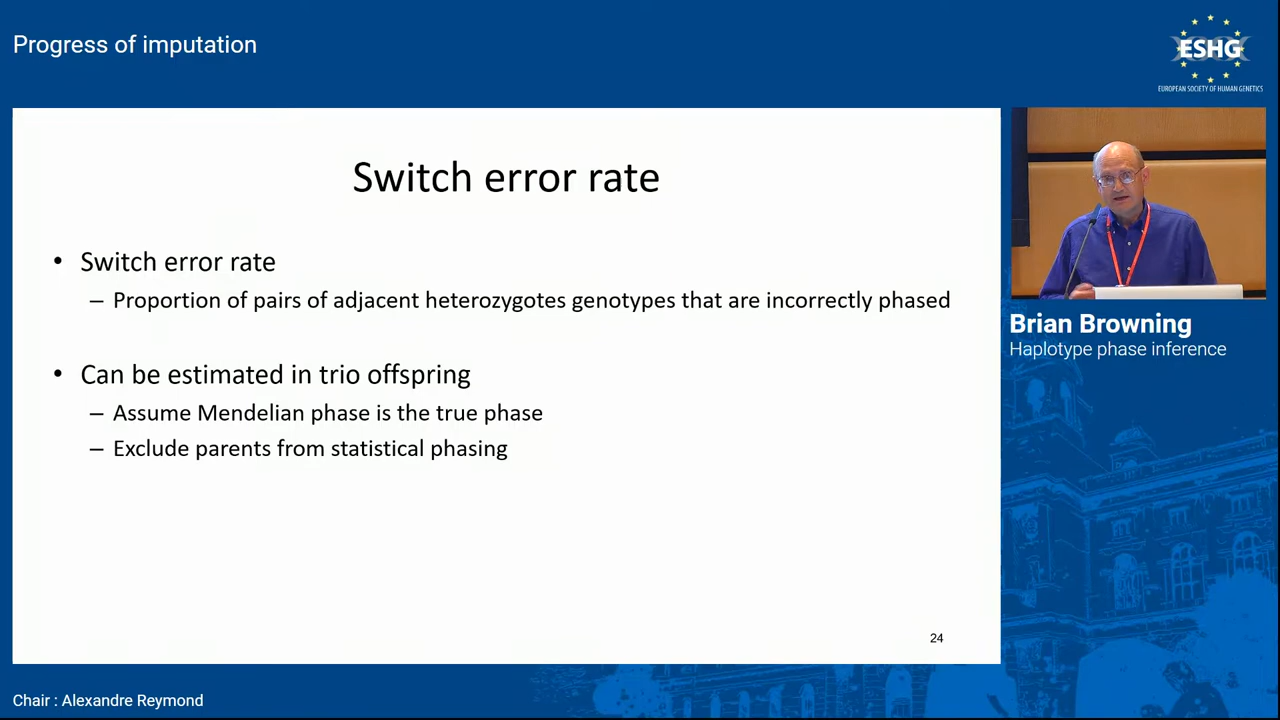 Progress of imputation
ESHG
EUROPEAN SOCIETY OF HUMAN GENETICS
Switch error rate
• Switch error rate
– Proportion of pairs of adjacent heterozygotes genotypes that are incorrectly phased
• Can be estimated in trio offspring
– Assume Mendelian phase is the true phase
– Exclude parents from statistical phasing
24
Brian Browning
Haplotype phase inference
Chair : Alexandre Reymond